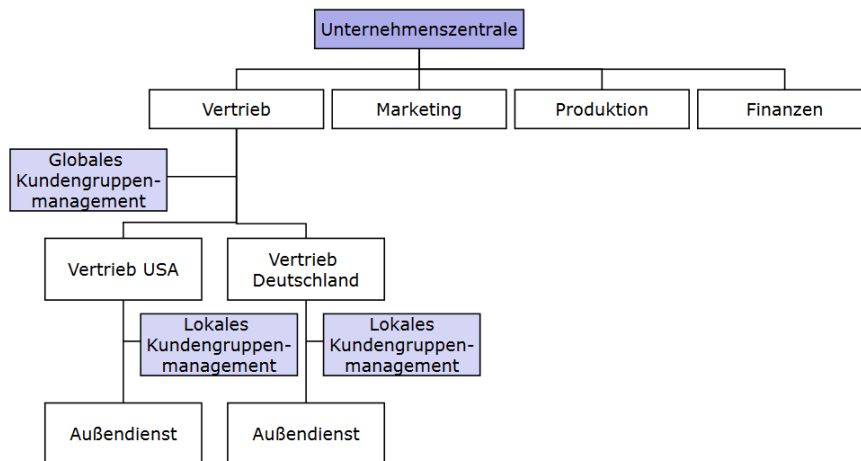 Unternehmenszentrale
Vertrieb
Marketing
Produktion
Finanzen
Globales
Kundengruppen-
management
Vertrieb USA
Vertrieb
Deutschland
Lokales
Kundengruppen-
management
Lokales
Kundengruppen-
management
Außendienst
Außendienst